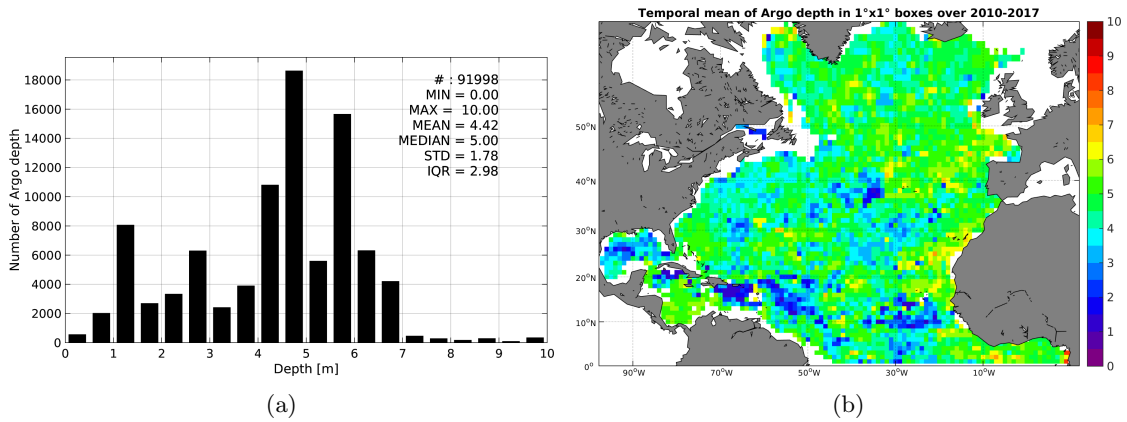 18000
16000
14000
12000
10000
8000
6000
4000
2000
0
Number of Argo depth
# : 91998
MIN = 0.00
MAX = 10.00
MEAN = 4.42
MEDIAN = 5.00
STD = 1.78
IQR = 2.98
0 1 2 3 4 5 6 7 8 9 10
Depth [m]
(a)
Temporal mean of Argo depth in 1°x1° boxes over 2010-2017
50°N
40°N
30°N
20°N
10°N
0°
90°W 70°W 50°W 30°W 10°W
10
9
8
7
6
5
4
3
2
1
0
(b)